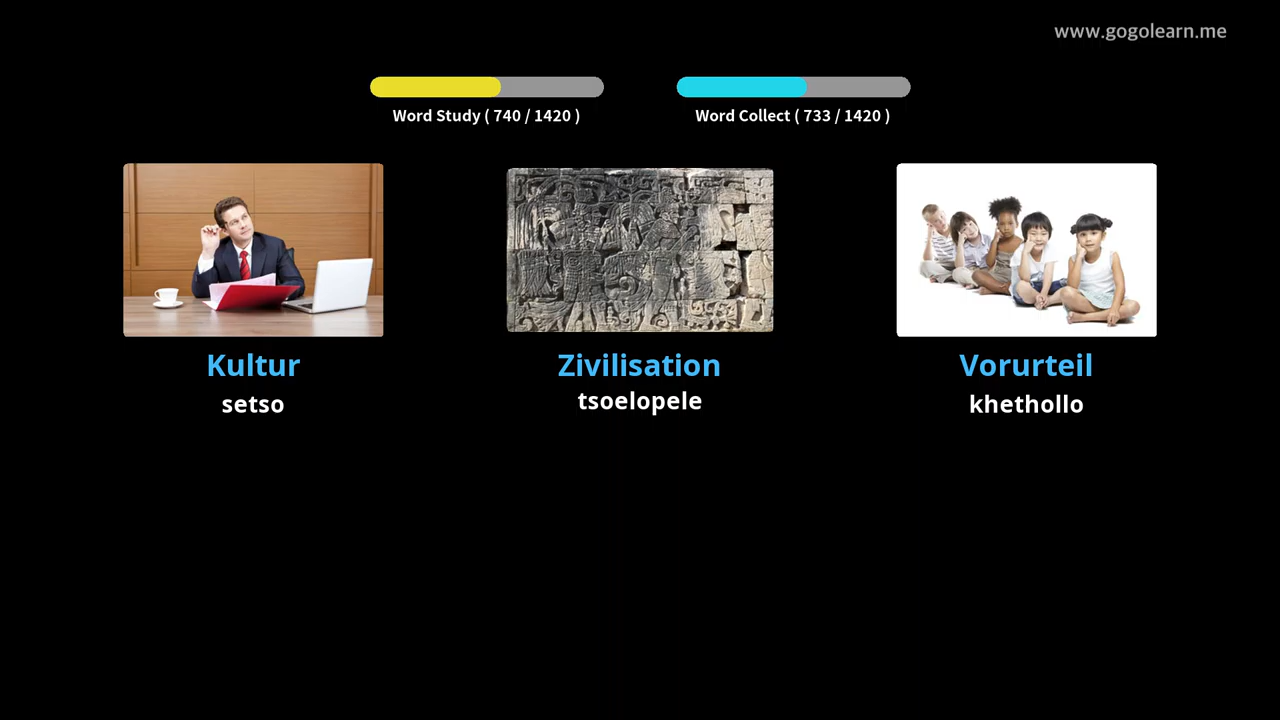 www.gogolearn.me
Word Study ( 740 / 1420 )
Word Collect ( 733 / 1420 )
Kultur
setso
Zivilisation
tsoelopele
Vorurteil
khethollo